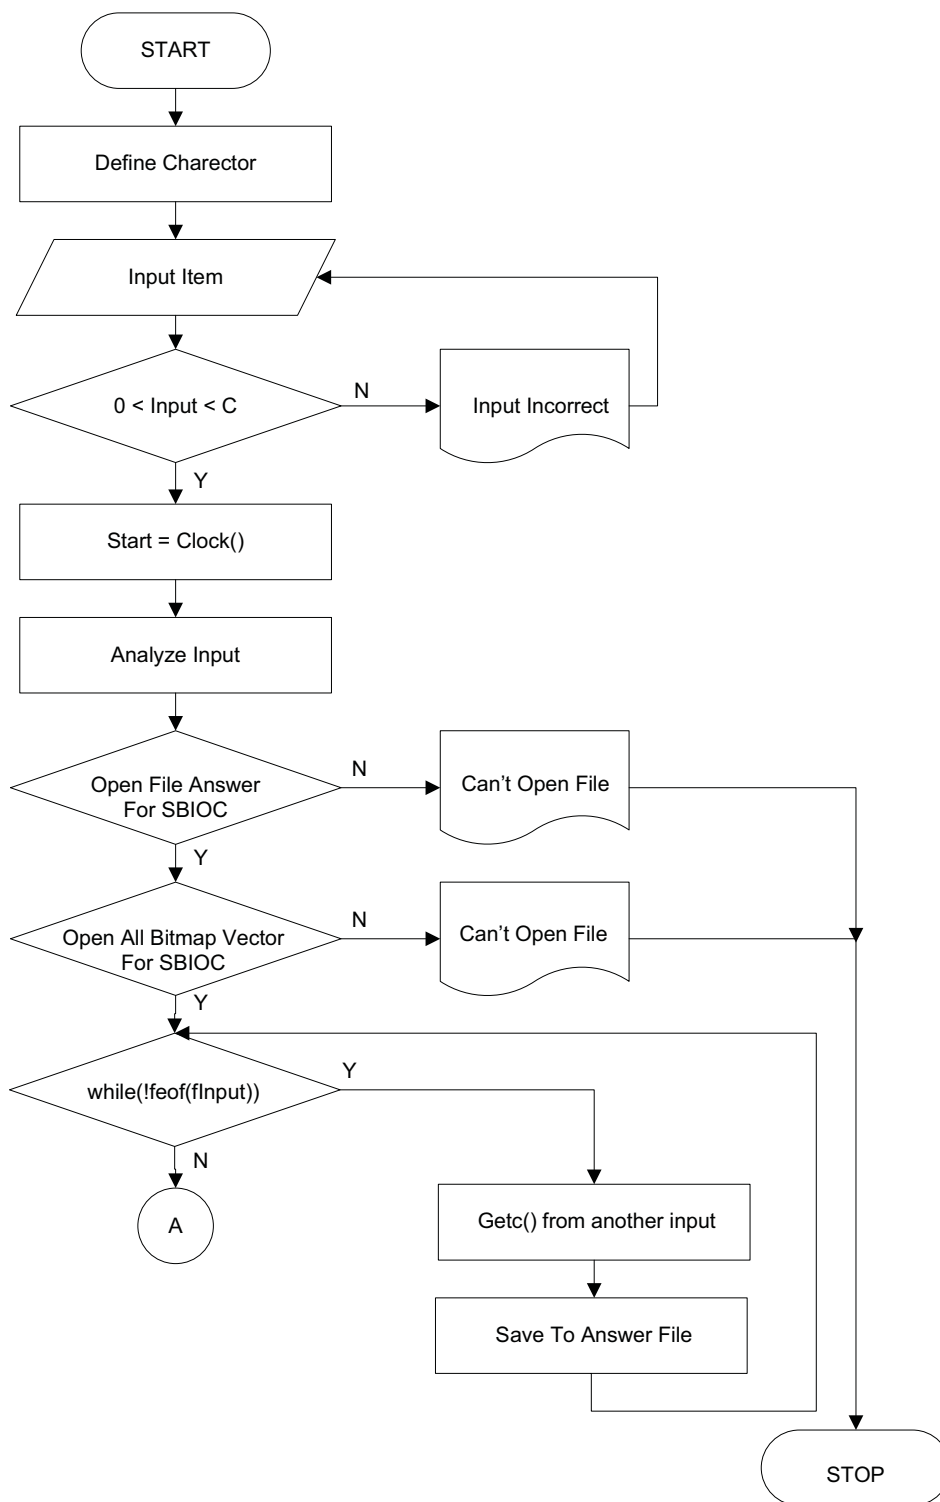 START
Define Charector
Input Item
0 < Input < C
N
Input Incorrect
Y
Start = Clock()
Analyze Input
Open File Answer
For SBIOC
N
Can't Open File
Y
Open All Bitmap Vector
For SBIOC
N
Can't Open File
Y
while(!feof(fInput))
Y
N
A
Getc() from another input
Save To Answer File
STOP